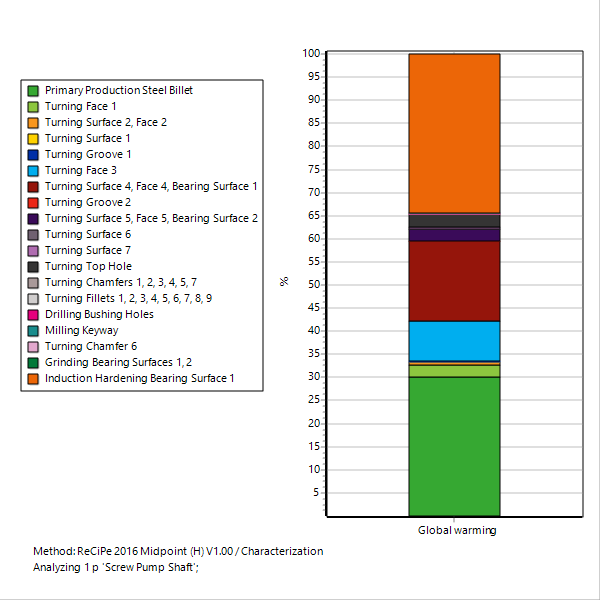 Primary Production Steel Billet
Turning Face 1
Turning Surface 2, Face 2
Turning Surface 1
Turning Groove 1
Turning Face 3
Turning Surface 4, Face 4, Bearing Surface 1
Turning Groove 2
Turning Surface 5, Face 5, Bearing Surface 2
Turning Surface 6
Turning Surface 7
Turning Top Hole
Turning Chamfers 1, 2, 3, 4, 5, 7
Turning Fillets 1, 2, 3, 4, 5, 6, 7, 8, 9
Drilling Bushing Holes
Milling Keyway
Turning Chamfer 6
Grinding Bearing Surfaces 1, 2
Induction Hardening Bearing Surface 1
%
100
95
90
85
80
75
70
65
60
55
50
45
40
35
30
25
20
15
10
5
Global warming
Method: ReCiPe 2016 Midpoint (H) V1.00 / Characterization
Analyzing 1 p 'Screw Pump Shaft';